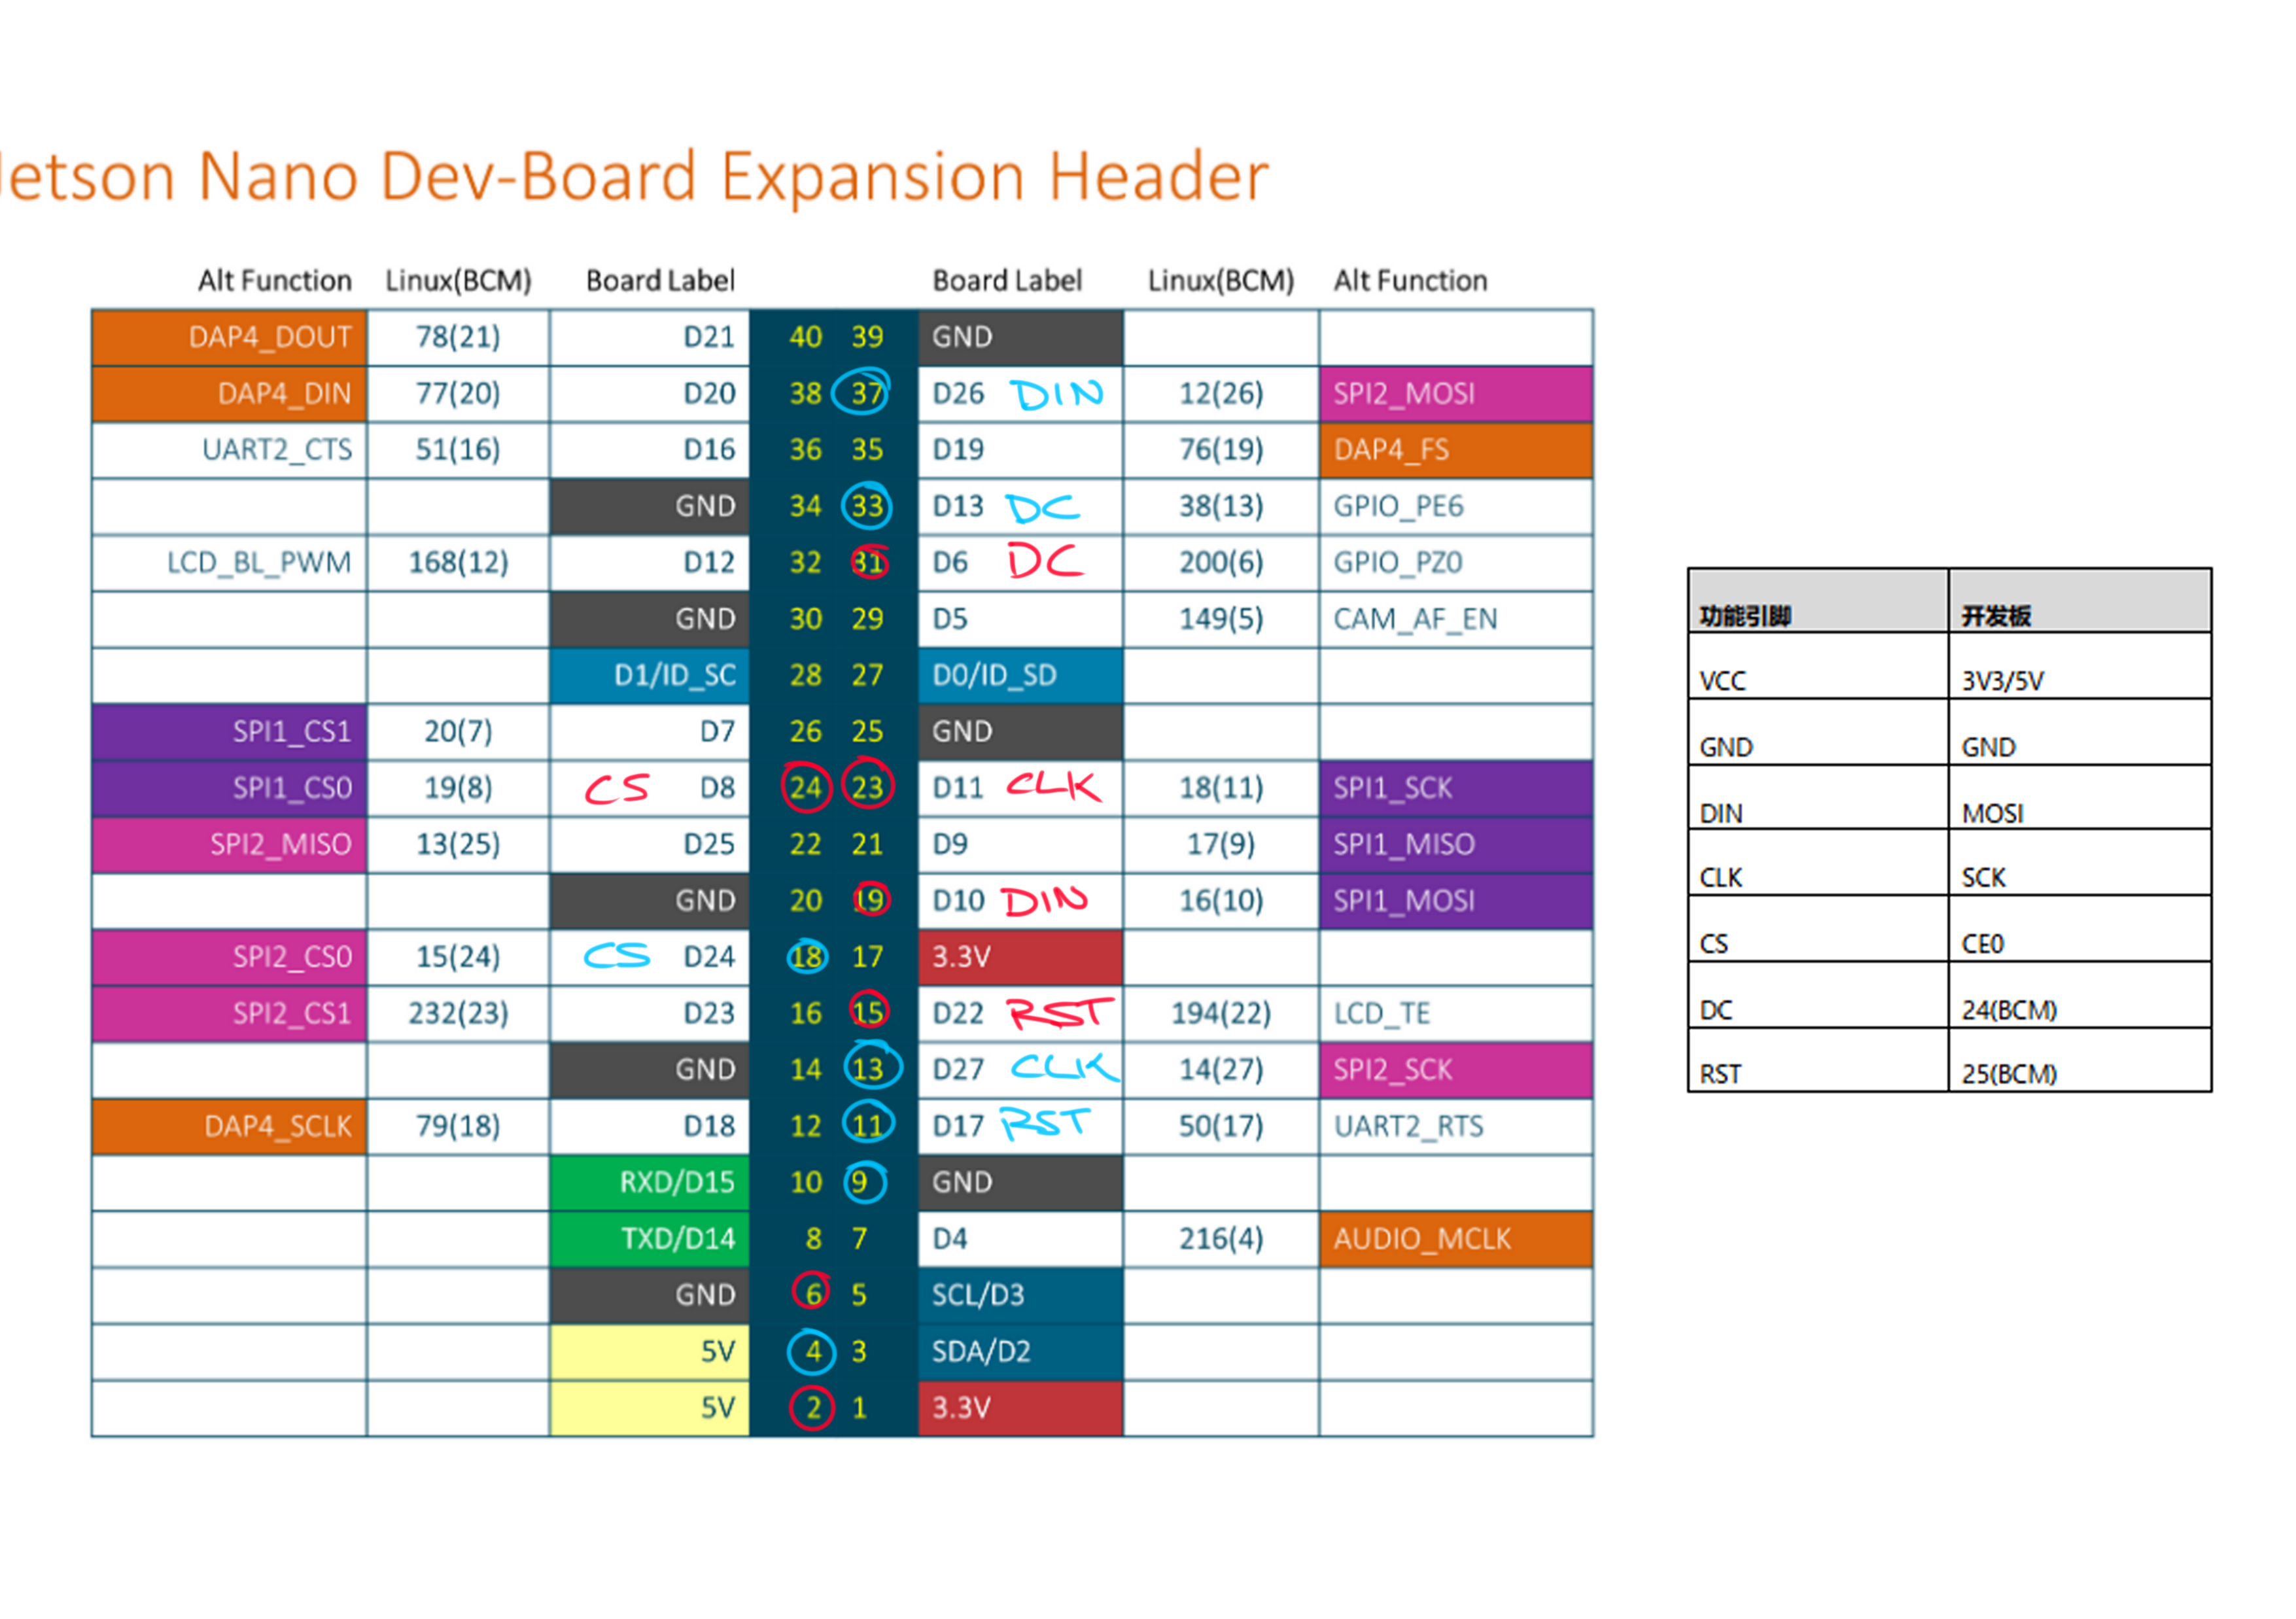 Jetson Nano Dev-Board Expansion Header
Alt Function Linux(BCM) Board Label Board Label Linux(BCM) Alt Function
DAP4_DOUT 78(21) D21 40 39 GND
DAP4_DIN 77(20) D20 38 37 D26 DIN 12(26) SPI2_MOSI
UART2_CTS 51(16) D16 36 35 D19 76(19) DAP4_FS
GND 34 33 D13 DC 38(13) GPIO_PE6
LCD_BL_PWM 168(12) D12 32 31 D6 DC 200(6) GPIO_PZ0
GND 30 29 D5 149(5) CAM_AF_EN
D1/ID_SC 28 27 D0/ID_SD
SPI1_CS1 20(7) D7 26 25 GND
SPI1_CS0 19(8) CS D8 24 23 D11 CLK 18(11) SPI1_SCK
SPI2_MISO 13(25) D25 22 21 D9 17(9) SPI1_MISO
GND 20 19 D10 DIN 16(10) SPI1_MOSI
SPI2_CS0 15(24) CS D24 18 17 3.3V
SPI2_CS1 232(23) D23 16 15 D22 RST 194(22) LCD_TE
GND 14 13 D27 CLK 14(27) SPI2_SCK
DAP4_SCLK 79(18) D18 12 11 D17 RST 50(17) UART2_RTS
RXD/D15 10 9 GND
TXD/D14 8 7 D4 216(4) AUDIO_MCLK
GND 6 5 SCL/D3
5V 4 3 SDA/D2
5V 2 1 3.3V
功能引脚 开发板
VCC 3V3/5V
GND GND
DIN MOSI
CLK SCK
CS CE0
DC 24(BCM)
RST 25(BCM)